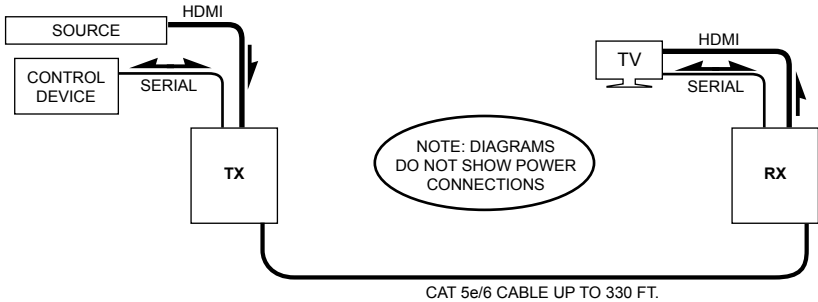 HDMI
SOURCE
CONTROL
DEVICE
SERIAL
TX
NOTE: DIAGRAMS
DO NOT SHOW POWER
CONNECTIONS
TV
HDMI
SERIAL
RX
CAT 5e/6 CABLE UP TO 330 FT.